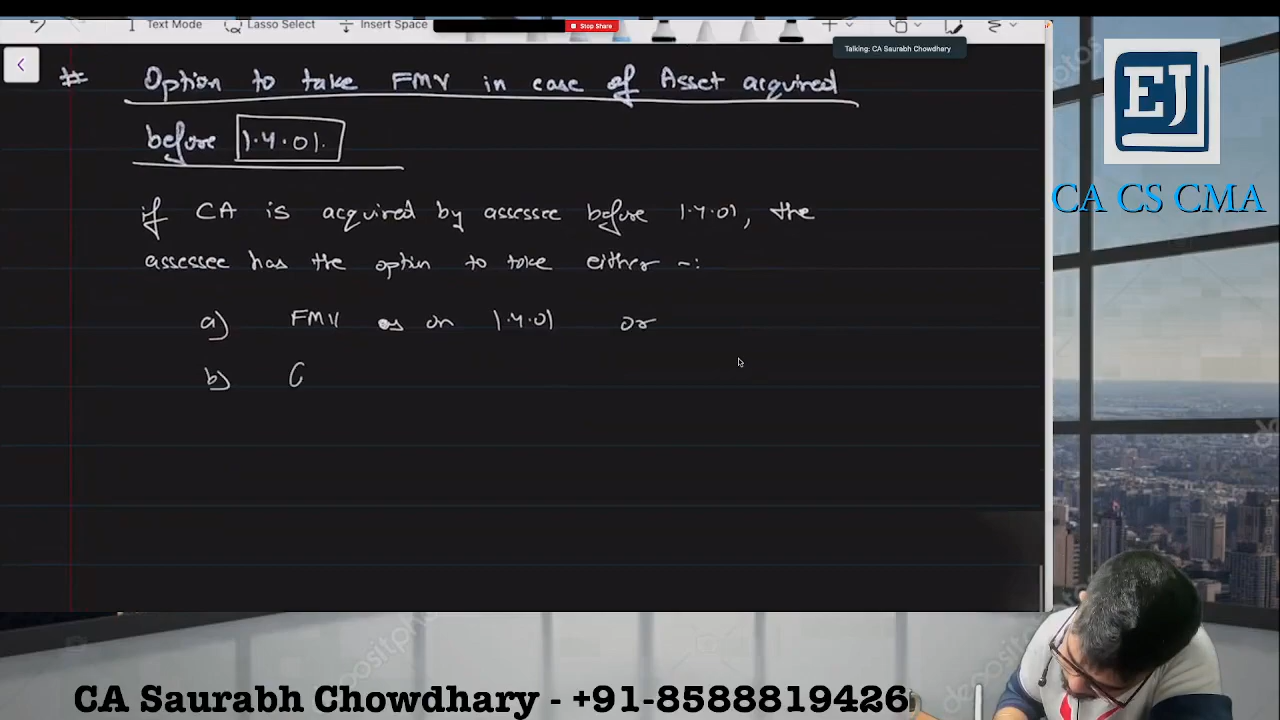 Text Mode
Lasso Select
Insert Space
Stop Share
Talking: CA Saurabh Chowdhary
# Option to take FMV in case of Asset acquired
before 1.4.01.
if CA is acquired by assessee before 1.4.01, the
assessee has the option to take either -:
a) FMV as on 1.4.01 or
b) C
EJ
CA CS CMA
CA Saurabh Chowdhary - +91-8588819426